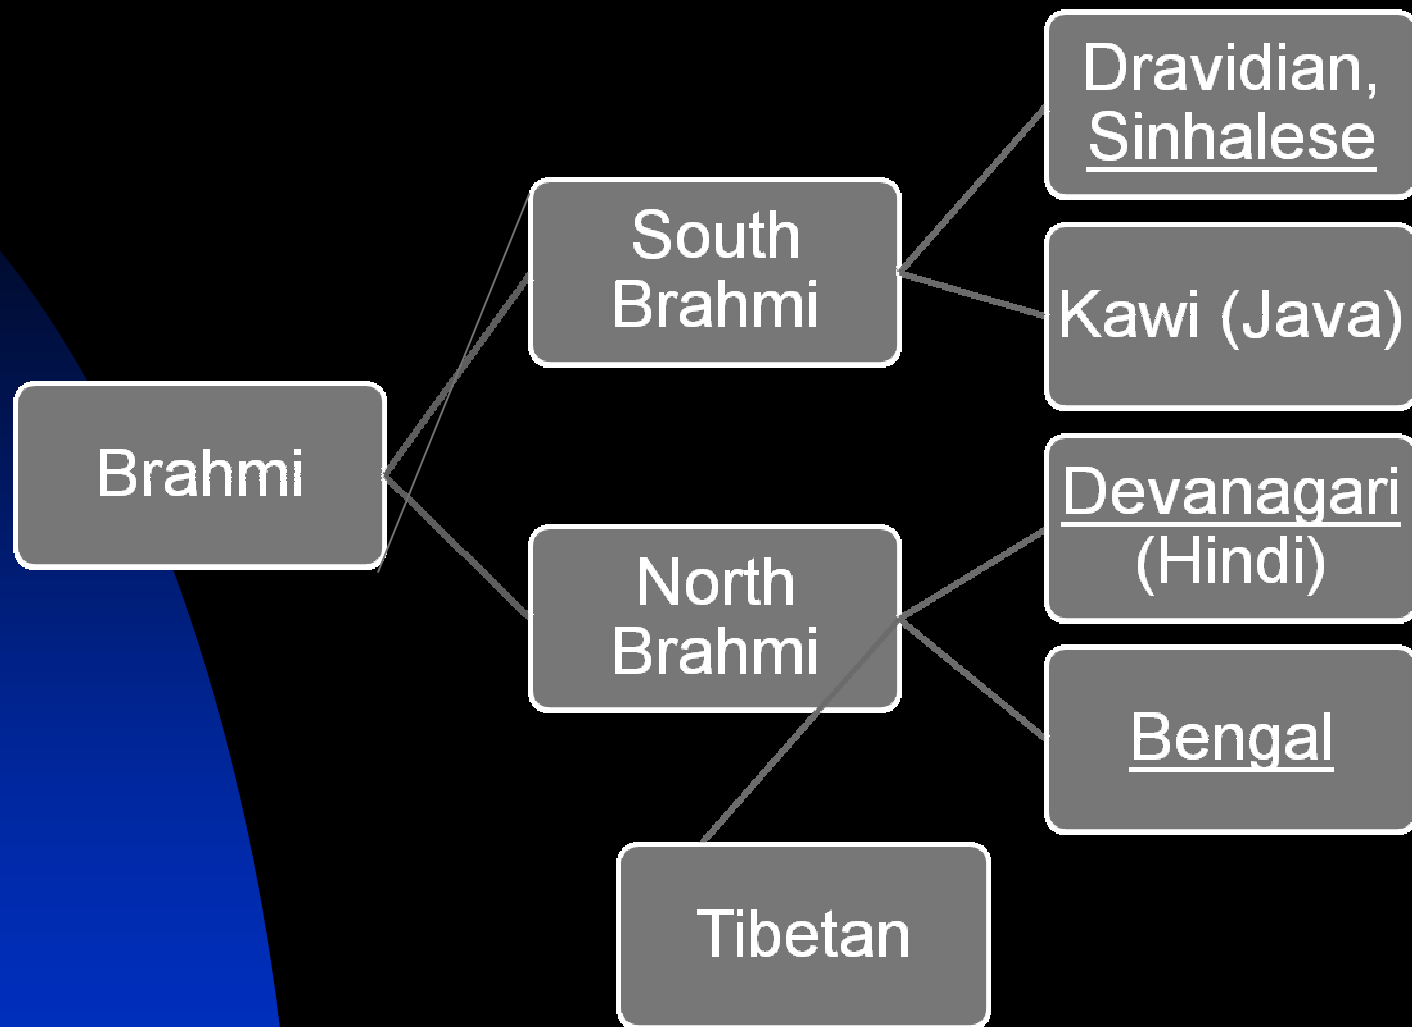 Dravidian,
Sinhalese
South
Brahmi
Kawi (Java)
Brahmi
Devanagari
(Hindi)
North
Brahmi
Bengal
Tibetan